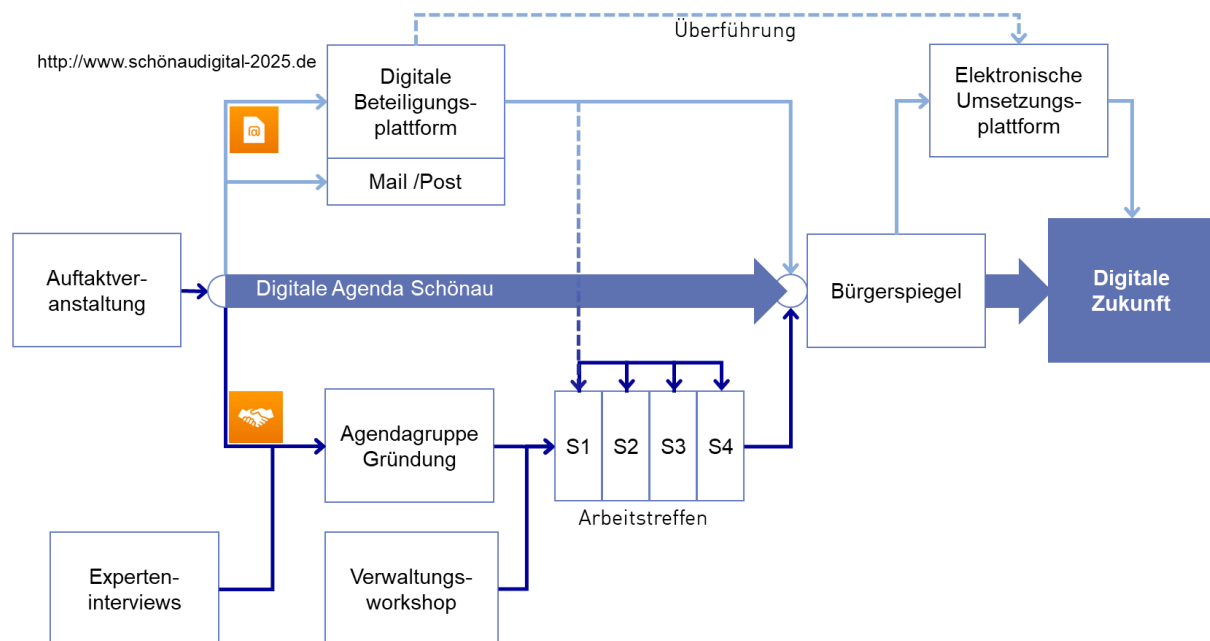 Überführung
http://www.schönaudigital-2025.de
Digitale
Beteiligungs-
plattform
Mail /Post
Elektronische
Umsetzungs-
plattform
Auftaktver-
anstaltung
Digitale Agenda Schönau
Bürgerspiegel
Digitale
Zukunft
Agendagruppe
Gründung
S1
S2
S3
S4
Arbeitstreffen
Experten-
interviews
Verwaltungs-
workshop